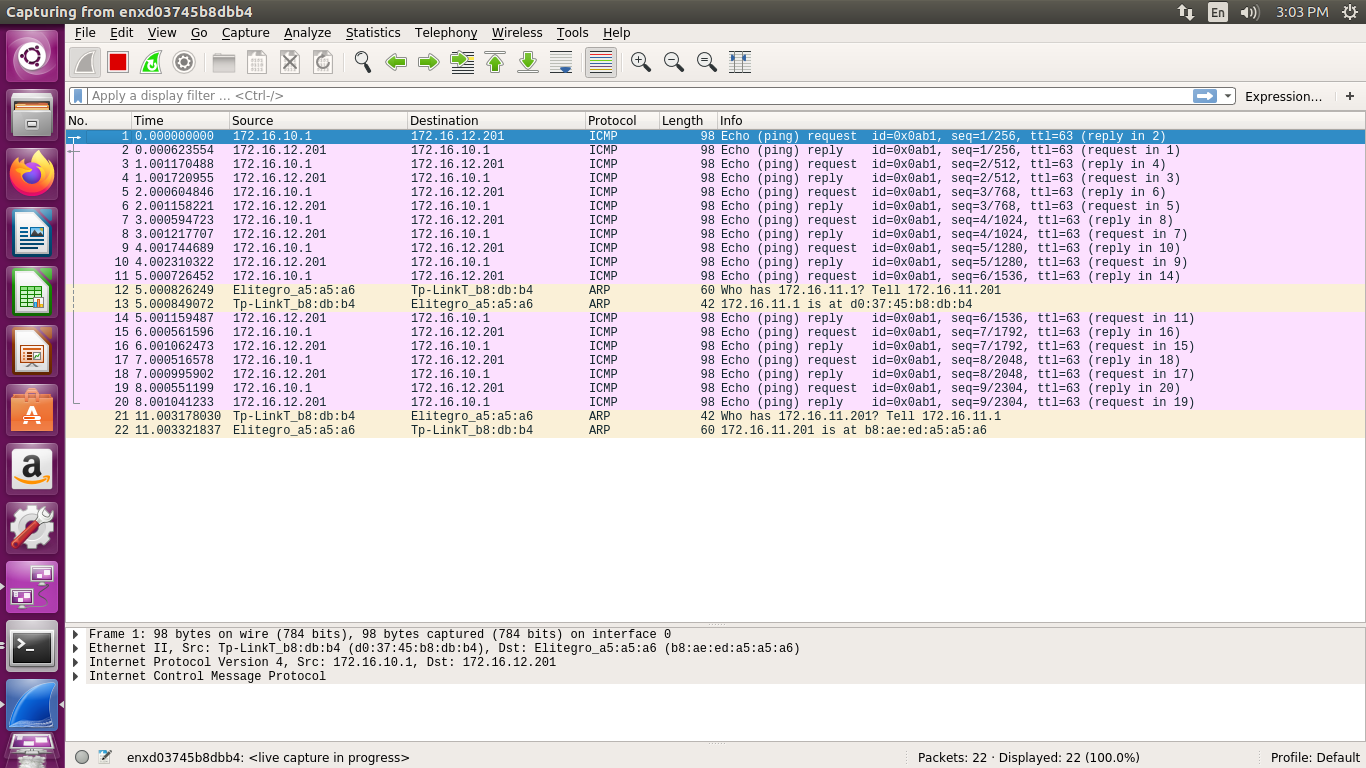 Capturing from enxd03745b8dbb4 En 3:03 PM
File Edit View Go Capture Analyze Statistics Telephony Wireless Tools Help
Apply a display filter ... <Ctrl-/> Expression... +
No. Time Source Destination Protocol Length Info
1 0.000000000 172.16.10.1 172.16.12.201 ICMP 98 Echo (ping) request id=0x0ab1, seq=1/256, ttl=63 (reply in 2)
2 0.000623554 172.16.12.201 172.16.10.1 ICMP 98 Echo (ping) reply id=0x0ab1, seq=1/256, ttl=63 (request in 1)
3 1.001170488 172.16.10.1 172.16.12.201 ICMP 98 Echo (ping) request id=0x0ab1, seq=2/512, ttl=63 (reply in 4)
4 1.001720955 172.16.12.201 172.16.10.1 ICMP 98 Echo (ping) reply id=0x0ab1, seq=2/512, ttl=63 (request in 3)
5 2.000604846 172.16.10.1 172.16.12.201 ICMP 98 Echo (ping) request id=0x0ab1, seq=3/768, ttl=63 (reply in 6)
6 2.001158221 172.16.12.201 172.16.10.1 ICMP 98 Echo (ping) reply id=0x0ab1, seq=3/768, ttl=63 (request in 5)
7 3.000594723 172.16.10.1 172.16.12.201 ICMP 98 Echo (ping) request id=0x0ab1, seq=4/1024, ttl=63 (reply in 8)
8 3.001217707 172.16.12.201 172.16.10.1 ICMP 98 Echo (ping) reply id=0x0ab1, seq=4/1024, ttl=63 (request in 7)
9 4.001744689 172.16.10.1 172.16.12.201 ICMP 98 Echo (ping) request id=0x0ab1, seq=5/1280, ttl=63 (reply in 10)
10 4.002310322 172.16.12.201 172.16.10.1 ICMP 98 Echo (ping) reply id=0x0ab1, seq=5/1280, ttl=63 (request in 9)
11 5.000726452 172.16.10.1 172.16.12.201 ICMP 98 Echo (ping) request id=0x0ab1, seq=6/1536, ttl=63 (reply in 14)
12 5.000826249 Elitegro_a5:a5:a6 Tp-LinkT_b8:db:b4 ARP 60 Who has 172.16.11.1? Tell 172.16.11.201
13 5.000849072 Tp-LinkT_b8:db:b4 Elitegro_a5:a5:a6 ARP 42 172.16.11.1 is at d0:37:45:b8:db:b4
14 5.001159487 172.16.12.201 172.16.10.1 ICMP 98 Echo (ping) reply id=0x0ab1, seq=6/1536, ttl=63 (request in 11)
15 6.000561596 172.16.10.1 172.16.12.201 ICMP 98 Echo (ping) request id=0x0ab1, seq=7/1792, ttl=63 (reply in 16)
16 6.001062473 172.16.12.201 172.16.10.1 ICMP 98 Echo (ping) reply id=0x0ab1, seq=7/1792, ttl=63 (request in 15)
17 7.000516578 172.16.10.1 172.16.12.201 ICMP 98 Echo (ping) request id=0x0ab1, seq=8/2048, ttl=63 (reply in 18)
18 7.000995902 172.16.12.201 172.16.10.1 ICMP 98 Echo (ping) reply id=0x0ab1, seq=8/2048, ttl=63 (request in 17)
19 8.000551199 172.16.10.1 172.16.12.201 ICMP 98 Echo (ping) request id=0x0ab1, seq=9/2304, ttl=63 (reply in 20)
20 8.001041233 172.16.12.201 172.16.10.1 ICMP 98 Echo (ping) reply id=0x0ab1, seq=9/2304, ttl=63 (request in 19)
21 11.003178030 Tp-LinkT_b8:db:b4 Elitegro_a5:a5:a6 ARP 42 Who has 172.16.11.201? Tell 172.16.11.1
22 11.003321837 Elitegro_a5:a5:a6 Tp-LinkT_b8:db:b4 ARP 60 172.16.11.201 is at b8:ae:ed:a5:a5:a6
Frame 1: 98 bytes on wire (784 bits), 98 bytes captured (784 bits) on interface 0
Ethernet II, Src: Tp-LinkT_b8:db:b4 (d0:37:45:b8:db:b4), Dst: Elitegro_a5:a5:a6 (b8:ae:ed:a5:a5:a6)
Internet Protocol Version 4, Src: 172.16.10.1, Dst: 172.16.12.201
Internet Control Message Protocol
enxd03745b8dbb4: <live capture in progress> Packets: 22 · Displayed: 22 (100.0%) Profile: Default